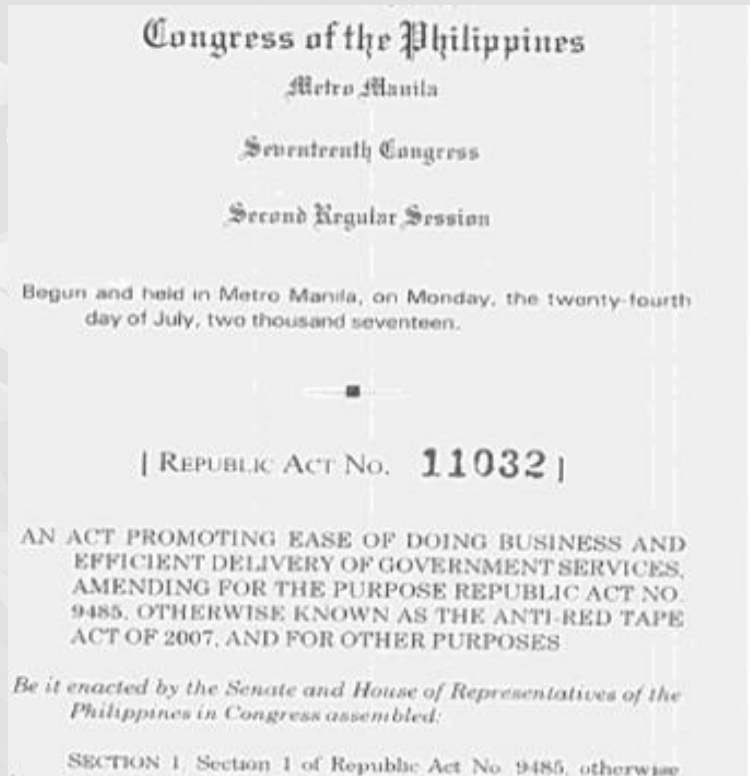 Congress of the Philippines
Metro Manila
Seventeenth Congress
Second Regular Session
Begun and held in Metro Manila, on Monday, the twenty-fourth
day of July, two thousand seventeen.
[ REPUBLIC ACT NO. 11032 ]
AN ACT PROMOTING EASE OF DOING BUSINESS AND
EFFICIENT DELIVERY OF GOVERNMENT SERVICES,
AMENDING FOR THE PURPOSE REPUBLIC ACT NO.
9485, OTHERWISE KNOWN AS THE ANTI-RED TAPE
ACT OF 2007, AND FOR OTHER PURPOSES
Be it enacted by the Senate and House of Representatives of the
Philippines in Congress assembled:
SECTION 1. Section 1 of Republic Act No. 9485, otherwise